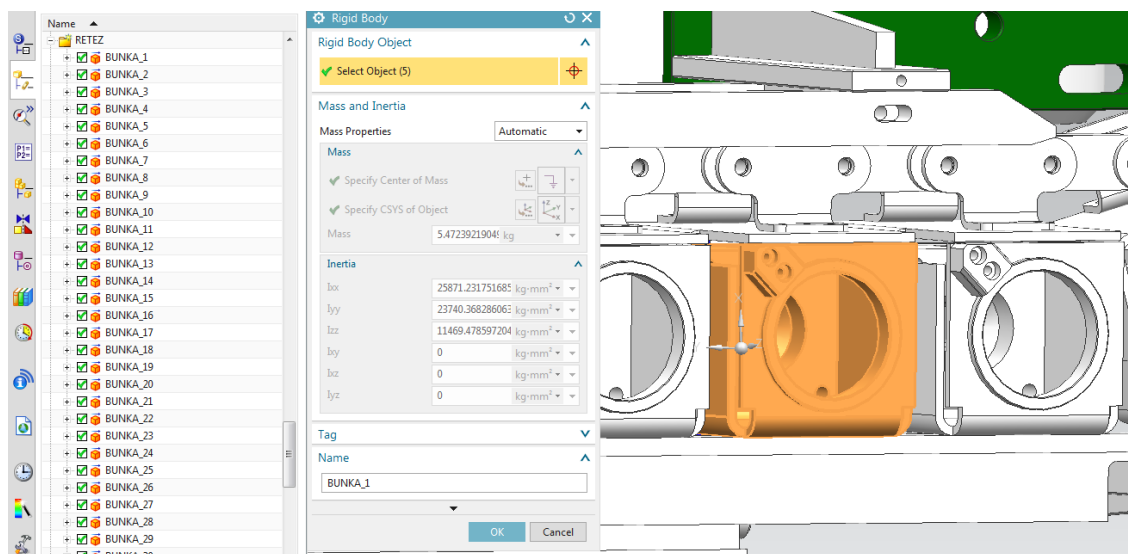 Name
RETEZ
BUNKA_1
BUNKA_2
BUNKA_3
BUNKA_4
BUNKA_5
BUNKA_6
BUNKA_7
BUNKA_8
BUNKA_9
BUNKA_10
BUNKA_11
BUNKA_12
BUNKA_13
BUNKA_14
BUNKA_15
BUNKA_16
BUNKA_17
BUNKA_18
BUNKA_19
BUNKA_20
BUNKA_21
BUNKA_22
BUNKA_23
BUNKA_24
BUNKA_25
BUNKA_26
BUNKA_27
BUNKA_28
BUNKA_29
Rigid Body
Rigid Body Object
Select Object (5)
Mass and Inertia
Mass Properties Automatic
Mass
Specify Center of Mass
Specify CSYS of Object
Mass 5.4723921904 kg
Inertia
Ixx 25871.231751685 kg-mm²
Iyy 23740.368286063 kg-mm²
Izz 11469.478597204 kg-mm²
Ixy 0 kg-mm²
Ixz 0 kg-mm²
Iyz 0 kg-mm²
Tag
Name
BUNKA_1
OK Cancel